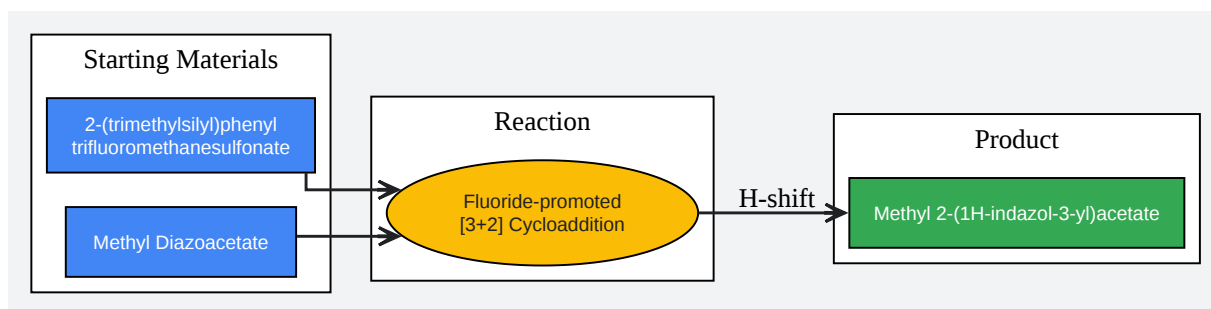 Starting Materials
2-(trimethylsilyl)phenyl
trifluoromethanesulfonate
Methyl Diazoacetate
Reaction
Fluoride-promoted
[3+2] Cycloaddition
H-shift
Product
Methyl 2-(1H-indazol-3-yl)acetate